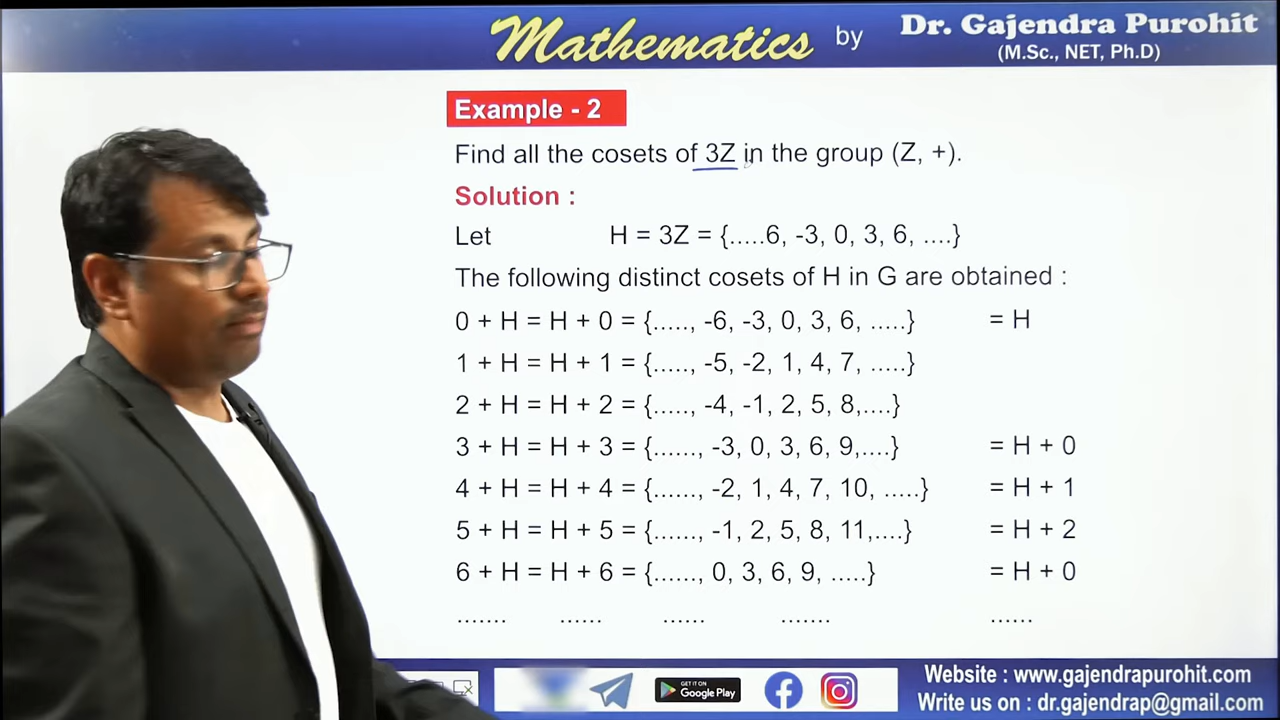 Mathematics by Dr. Gajendra Purohit
(M.Sc., NET, Ph.D)
Example - 2
Find all the cosets of 3Z in the group (Z, +).
Solution :
Let H = 3Z = {.....6, -3, 0, 3, 6, ....}
The following distinct cosets of H in G are obtained :
0 + H = H + 0 = {....., -6, -3, 0, 3, 6, .....} = H
1 + H = H + 1 = {....., -5, -2, 1, 4, 7, .....}
2 + H = H + 2 = {....., -4, -1, 2, 5, 8,....}
3 + H = H + 3 = {......, -3, 0, 3, 6, 9,....} = H + 0
4 + H = H + 4 = {......, -2, 1, 4, 7, 10, .....} = H + 1
5 + H = H + 5 = {......, -1, 2, 5, 8, 11,....} = H + 2
6 + H = H + 6 = {......, 0, 3, 6, 9, .....} = H + 0
....... ...... ...... ....... ......
GET IT ON
Google Play
Website : www.gajendrapurohit.com
Write us on : dr.gajendrap@gmail.com